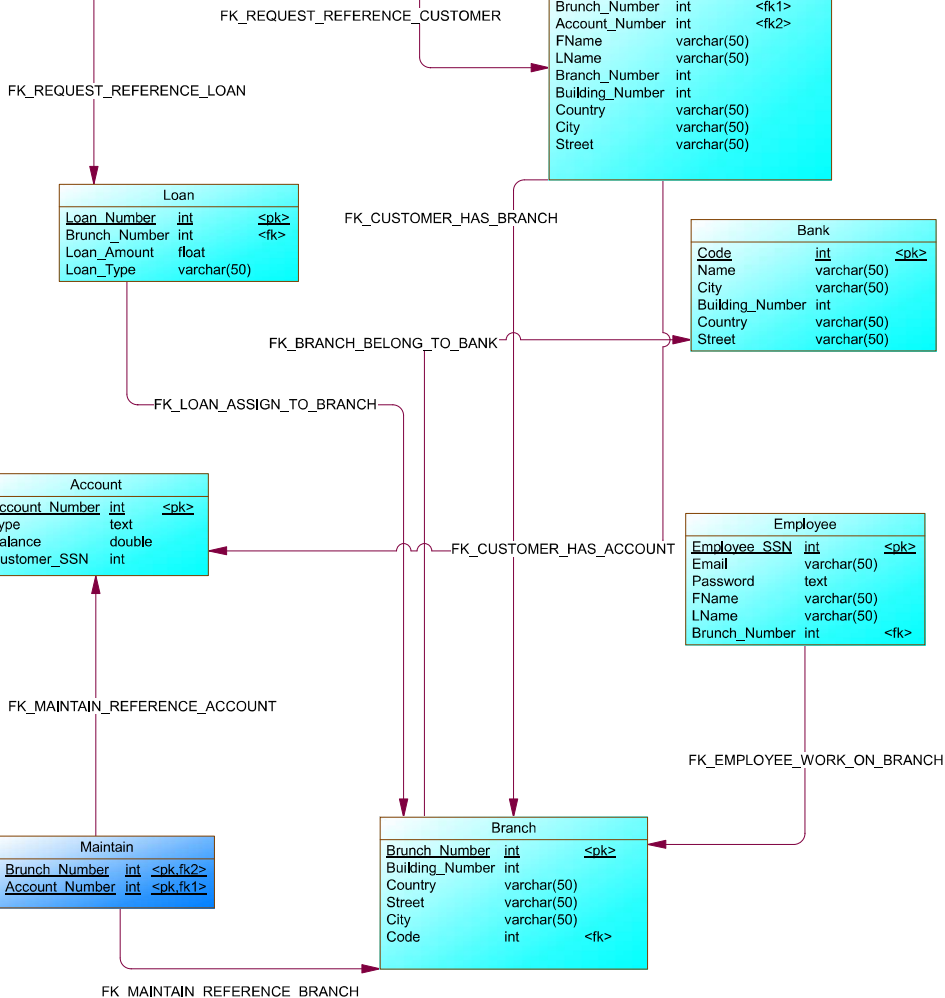 FK_REQUEST_REFERENCE_CUSTOMER
Brunch_Number int <fk1>
Account_Number int <fk2>
FName varchar(50)
LName varchar(50)
Branch_Number int
Building_Number int
Country varchar(50)
City varchar(50)
Street varchar(50)
FK_REQUEST_REFERENCE_LOAN
Loan
Loan_Number int <pk>
Brunch_Number int <fk>
Loan_Amount float
Loan_Type varchar(50)
FK_CUSTOMER_HAS_BRANCH
Bank
Code int <pk>
Name varchar(50)
City varchar(50)
Building_Number int
Country varchar(50)
Street varchar(50)
FK_BRANCH_BELONG_TO_BANK
FK_LOAN_ASSIGN_TO_BRANCH
Account
ccount_Number int <pk>
ype text
alance double
ustomer_SSN int
FK_CUSTOMER_HAS_ACCOUNT
Employee
Employee_SSN int <pk>
Email varchar(50)
Password text
FName varchar(50)
LName varchar(50)
Brunch_Number int <fk>
FK_MAINTAIN_REFERENCE_ACCOUNT
FK_EMPLOYEE_WORK_ON_BRANCH
Maintain
Brunch_Number int <pk,fk2>
Account_Number int <pk,fk1>
Branch
Brunch_Number int <pk>
Building_Number int
Country varchar(50)
Street varchar(50)
City varchar(50)
Code int <fk>
FK_MAINTAIN_REFERENCE_BRANCH